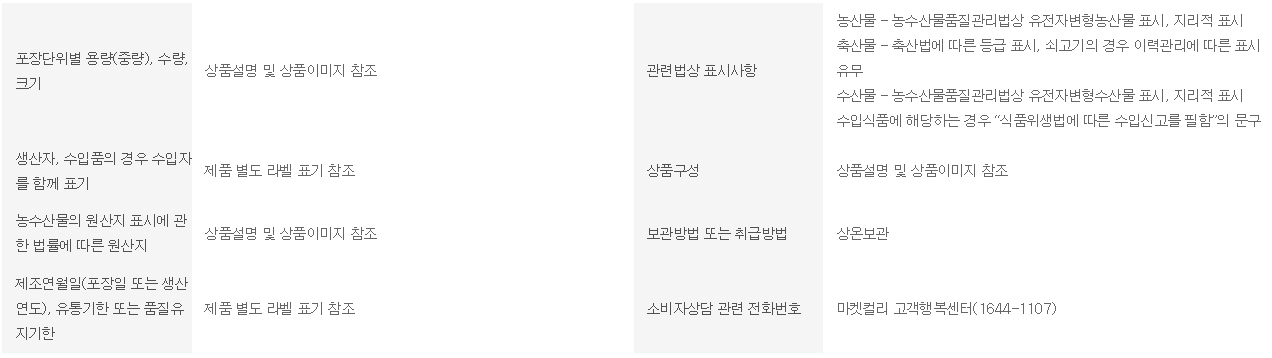 포장단위별 용량(중량), 수량,
크기
상품설명 및 상품이미지 참조
관련법상 표시사항
농산물 - 농수산물품질관리법상 유전자변형농산물 표시, 지리적 표시
축산물 - 축산법에 따른 등급 표시, 쇠고기의 경우 이력관리에 따른 표시
유무
수산물 - 농수산물품질관리법상 유전자변형수산물 표시, 지리적 표시
수입식품에 해당하는 경우 “식품위생법에 따른 수입신고를 필함”의 문구
생산자, 수입품의 경우 수입자
를 함께 표기
제품 별도 라벨 표기 참조
상품구성
상품설명 및 상품이미지 참조
농수산물의 원산지 표시에 관
한 법률에 따른 원산지
상품설명 및 상품이미지 참조
보관방법 또는 취급방법
상온보관
제조연월일(포장일 또는 생산
연도), 유통기한 또는 품질유
지기한
제품 별도 라벨 표기 참조
소비자상담 관련 전화번호
마켓컬리 고객행복센터(1644-1107)